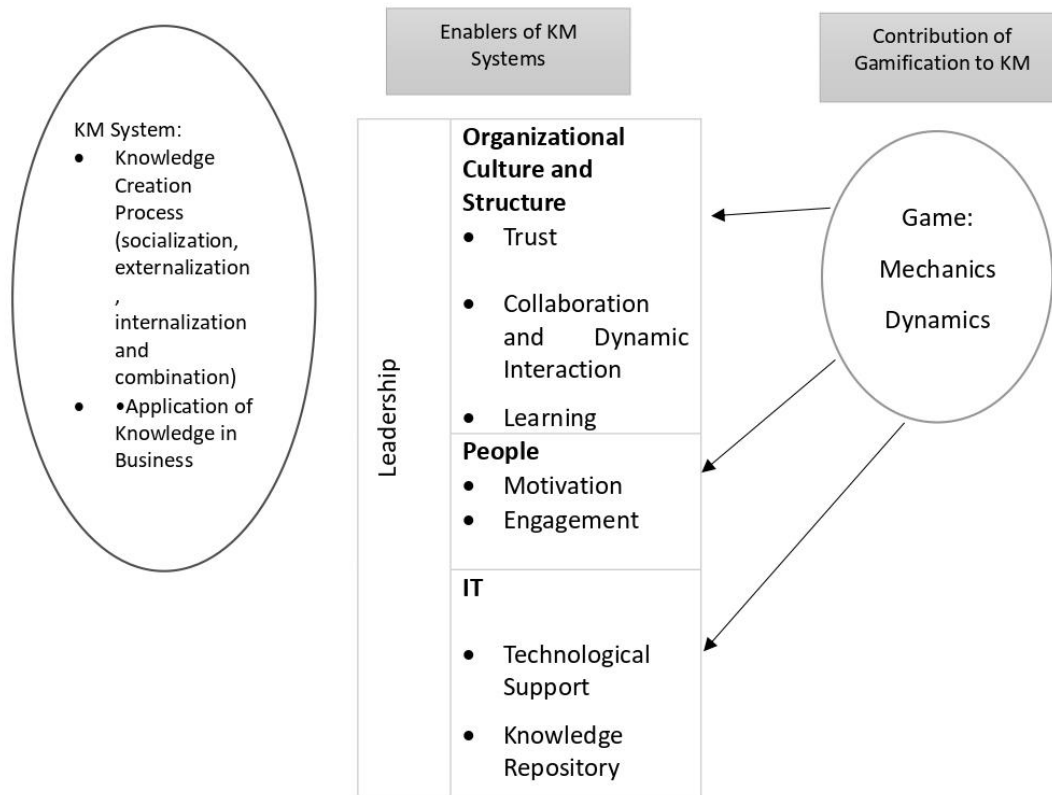 Enablers of KM
Systems
Contribution of
Gamification to KM
KM System:
• Knowledge
Creation
Process
(socialization,
externalization
,
internalization
and
combination)
• •Application of
Knowledge in
Business
Leadership
Organizational
Culture and
Structure
• Trust
• Collaboration
and Dynamic
Interaction
• Learning
People
• Motivation
• Engagement
IT
• Technological
Support
• Knowledge
Repository
Game:
Mechanics
Dynamics